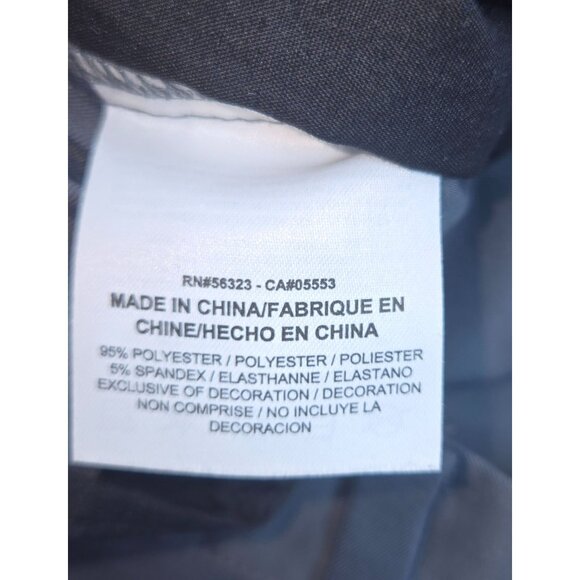 RN#56323 - CA#05553
MADE IN CHINA/FABRIQUE EN
CHINE/HECHO EN CHINA
95% POLYESTER / POLYESTER / POLIESTER
5% SPANDEX / ELASTHANNE / ELASTANO
EXCLUSIVE OF DECORATION / DECORATION
NON COMPRISE / NO INCLUYE LA
DECORACION